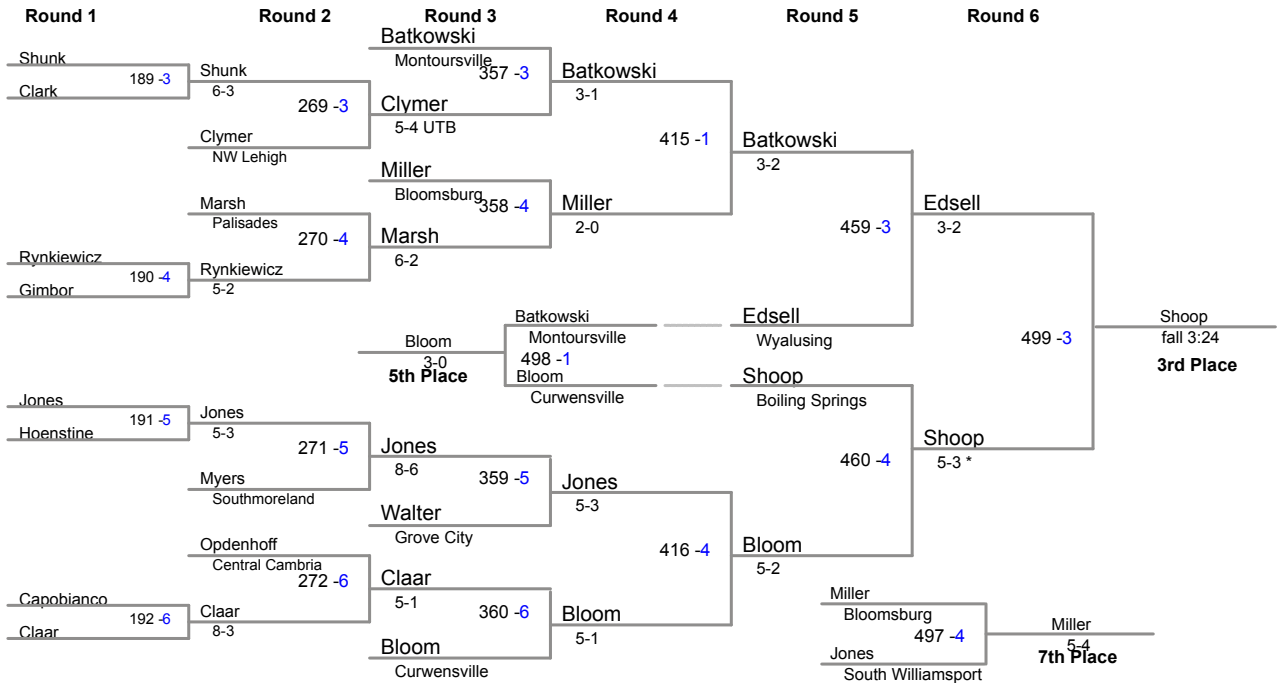 Round 1 Round 2 Round 3 Round 4 Round 5 Round 6
Shunk
189 -3
Clark
Shunk
6-3
269 -3
Clymer
NW Lehigh
Marsh
Palisades
270 -4
Rynkiewicz
190 -4
Gimbor
Rynkiewicz
5-2
Batkowski
Montoursville
357 -3
Clymer
5-4 UTB
Miller
Bloomsburg
358 -4
Marsh
6-2
Batkowski
3-1
415 -1
Miller
2-0
Batkowski
3-2
459 -3
Edsell
Wyalusing
Edsell
3-2
499 -3
Shoop
fall 3:24
3rd Place
Batkowski
Montoursville
498 -1
Bloom
Curwensville
Bloom
3-0
5th Place
Shoop
Boiling Springs
460 -4
Shoop
5-3 *
Jones
191 -5
Hoenstine
Jones
5-3
271 -5
Myers
Southmoreland
Opdenhoff
Central Cambria
272 -6
Capobianco
192 -6
Claar
Claar
8-3
Jones
8-6
359 -5
Walter
Grove City
Claar
5-1
360 -6
Bloom
Curwensville
Jones
5-3
416 -4
Bloom
5-1
Bloom
5-2
Miller
Bloomsburg
497 -4
Jones
South Williamsport
Miller
5-4
7th Place